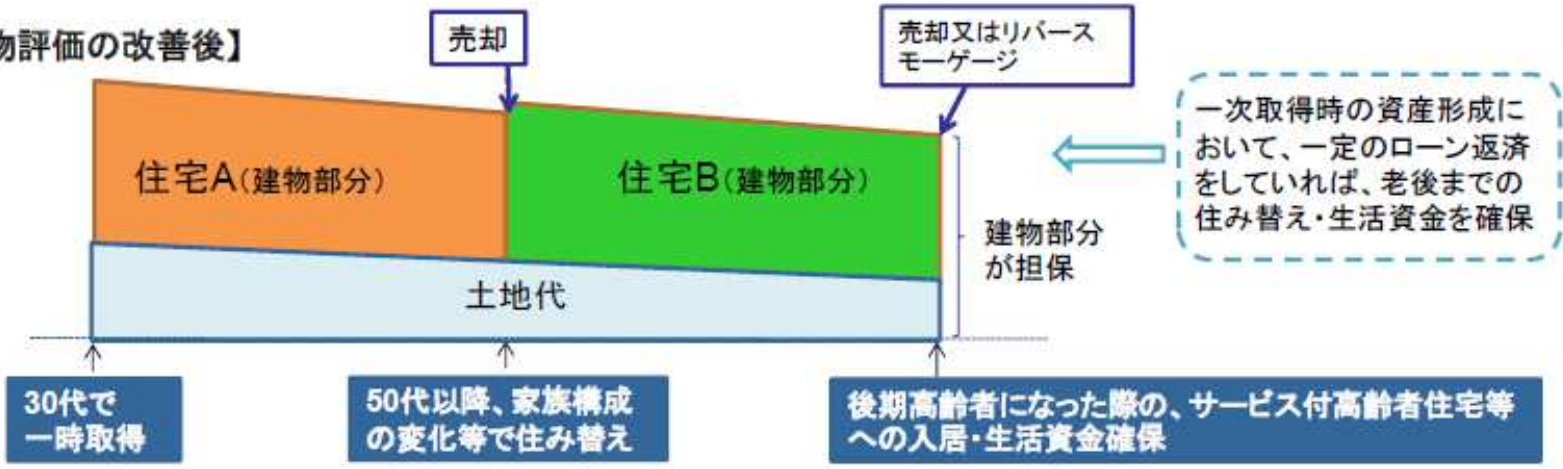 物評価の改善後】
売却
売却又はリバース
モーゲージ
住宅A(建物部分)
住宅B(建物部分)
一次取得時の資産形成に
おいて、一定のローン返済
をしていれば、老後までの
住み替え・生活資金を確保
建物部分
が担保
土地代
30代で
一時取得
50代以降、家族構成
の変化等で住み替え
後期高齢者になった際の、サービス付高齢者住宅等
への入居・生活資金確保